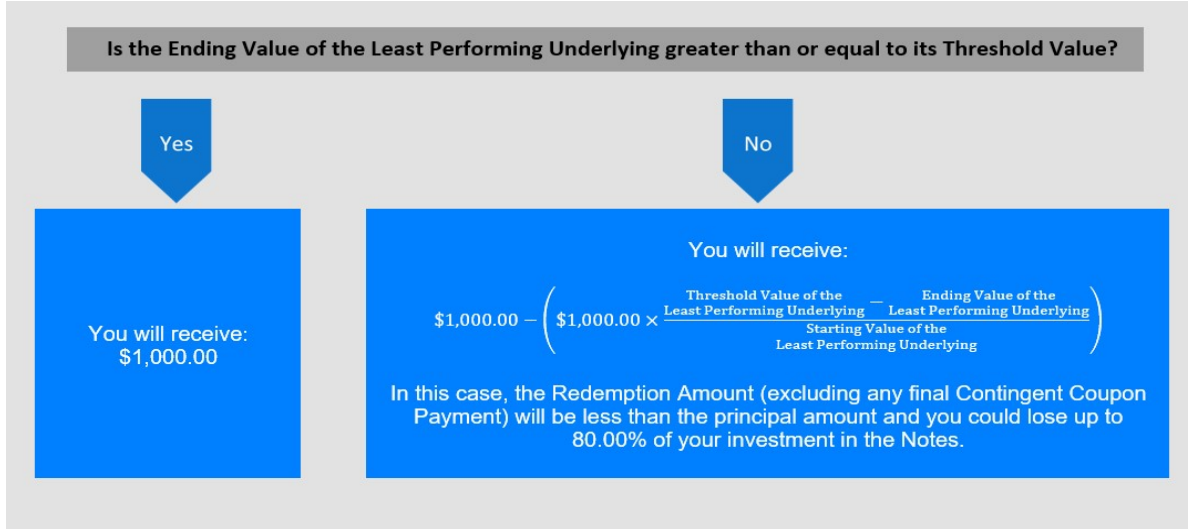 Is the Ending Value of the Least Performing Underlying greater than or equal to its Threshold Value?
Yes
No
You will receive:
$1,000.00
You will receive:
$1,000.00 − ($1,000.00 × (Threshold Value of the Least Performing Underlying − Ending Value of the Least Performing Underlying) / Starting Value of the Least Performing Underlying)
In this case, the Redemption Amount (excluding any final Contingent Coupon
Payment) will be less than the principal amount and you could lose up to
80.00% of your investment in the Notes.